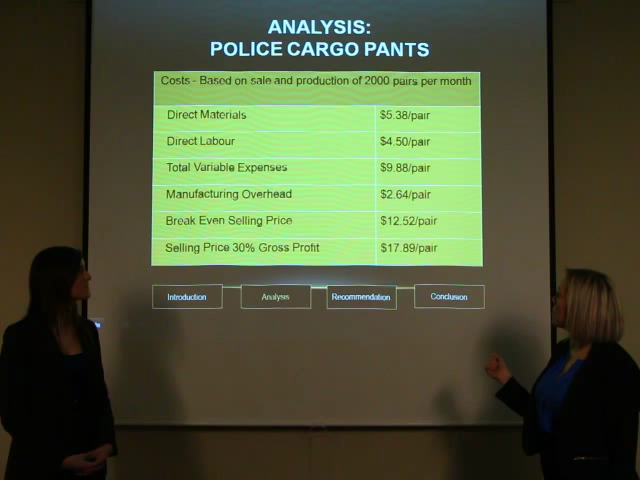 ANALYSIS:
POLICE CARGO PANTS
Costs - Based on sale and production of 2000 pairs per month
Direct Materials $5.38/pair
Direct Labour $4.50/pair
Total Variable Expenses $9.88/pair
Manufacturing Overhead $2.64/pair
Break Even Selling Price $12.52/pair
Selling Price 30% Gross Profit $17.89/pair
Introduction Analysis Recommendation Conclusion